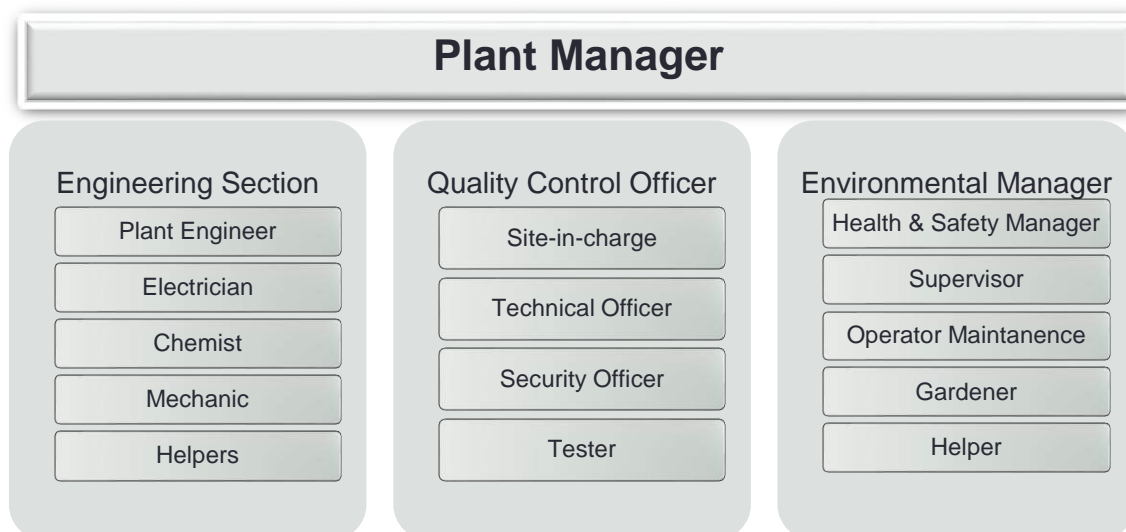 Plant Manager
Engineering Section
Plant Engineer
Electrician
Chemist
Mechanic
Helpers
Quality Control Officer
Site-in-charge
Technical Officer
Security Officer
Tester
Environmental Manager
Health & Safety Manager
Supervisor
Operator Maintanence
Gardener
Helper